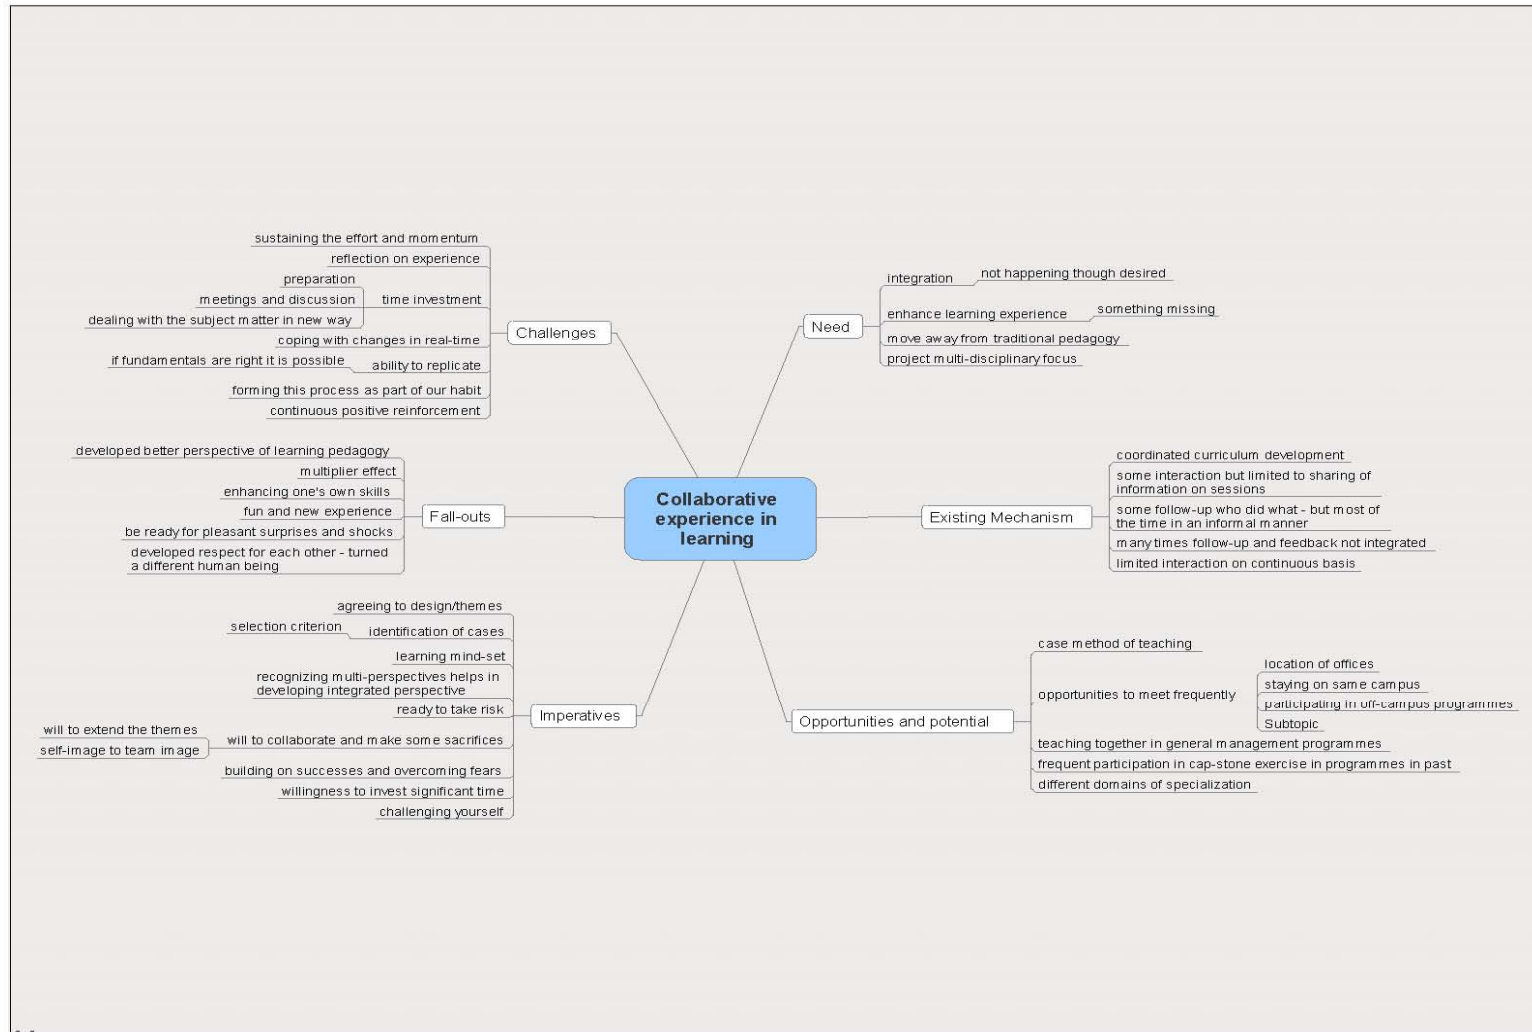 Collaborative
experience in
learning
Need
integration
not happening though desired
enhance learning experience
something missing
move away from traditional pedagogy
project multi-disciplinary focus
Existing Mechanism
coordinated curriculum development
some interaction but limited to sharing of
information on sessions
some follow-up who did what - but most of
the time in an informal manner
many times follow-up and feedback not integrated
limited interaction on continuous basis
Opportunities and potential
case method of teaching
opportunities to meet frequently
location of offices
staying on same campus
participating in off-campus programmes
Subtopic
teaching together in general management programmes
frequent participation in cap-stone exercise in programmes in past
different domains of specialization
Challenges
sustaining the effort and momentum
reflection on experience
time investment
preparation
meetings and discussion
dealing with the subject matter in new way
coping with changes in real-time
ability to replicate
if fundamentals are right it is possible
forming this process as part of our habit
continuous positive reinforcement
Fall-outs
developed better perspective of learning pedagogy
multiplier effect
enhancing one's own skills
fun and new experience
be ready for pleasant surprises and shocks
developed respect for each other - turned
a different human being
Imperatives
agreeing to design/themes
identification of cases
selection criterion
learning mind-set
recognizing multi-perspectives helps in
developing integrated perspective
ready to take risk
will to collaborate and make some sacrifices
will to extend the themes
self-image to team image
building on successes and overcoming fears
willingness to invest significant time
challenging yourself